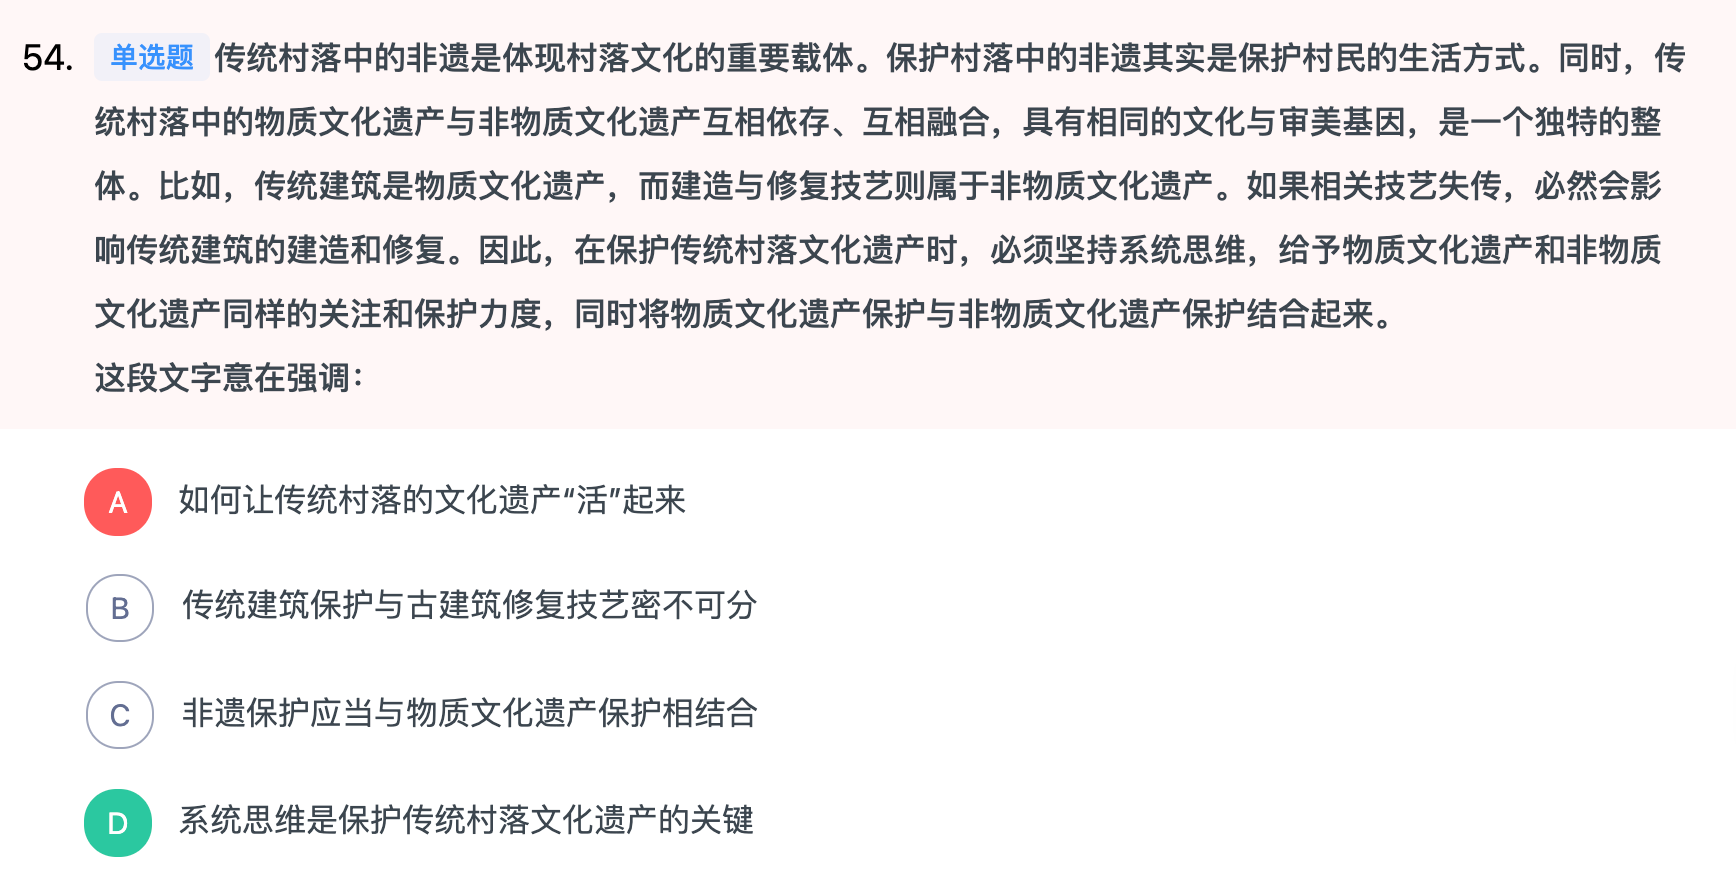 54. 单选题 传统村落中的非遗是体现村落文化的重要载体。保护村落中的非遗其实是保护村民的生活方式。同时，传
统村落中的物质文化遗产与非物质文化遗产互相依存、互相融合，具有相同的文化与审美基因，是一个独特的整
体。比如，传统建筑是物质文化遗产，而建造与修复技艺则属于非物质文化遗产。如果相关技艺失传，必然会影
响传统建筑的建造和修复。因此，在保护传统村落文化遗产时，必须坚持系统思维，给予物质文化遗产和非物质
文化遗产同样的关注和保护力度，同时将物质文化遗产保护与非物质文化遗产保护结合起来。
这段文字意在强调：
A 如何让传统村落的文化遗产“活”起来
B 传统建筑保护与古建筑修复技艺密不可分
C 非遗保护应当与物质文化遗产保护相结合
D 系统思维是保护传统村落文化遗产的关键